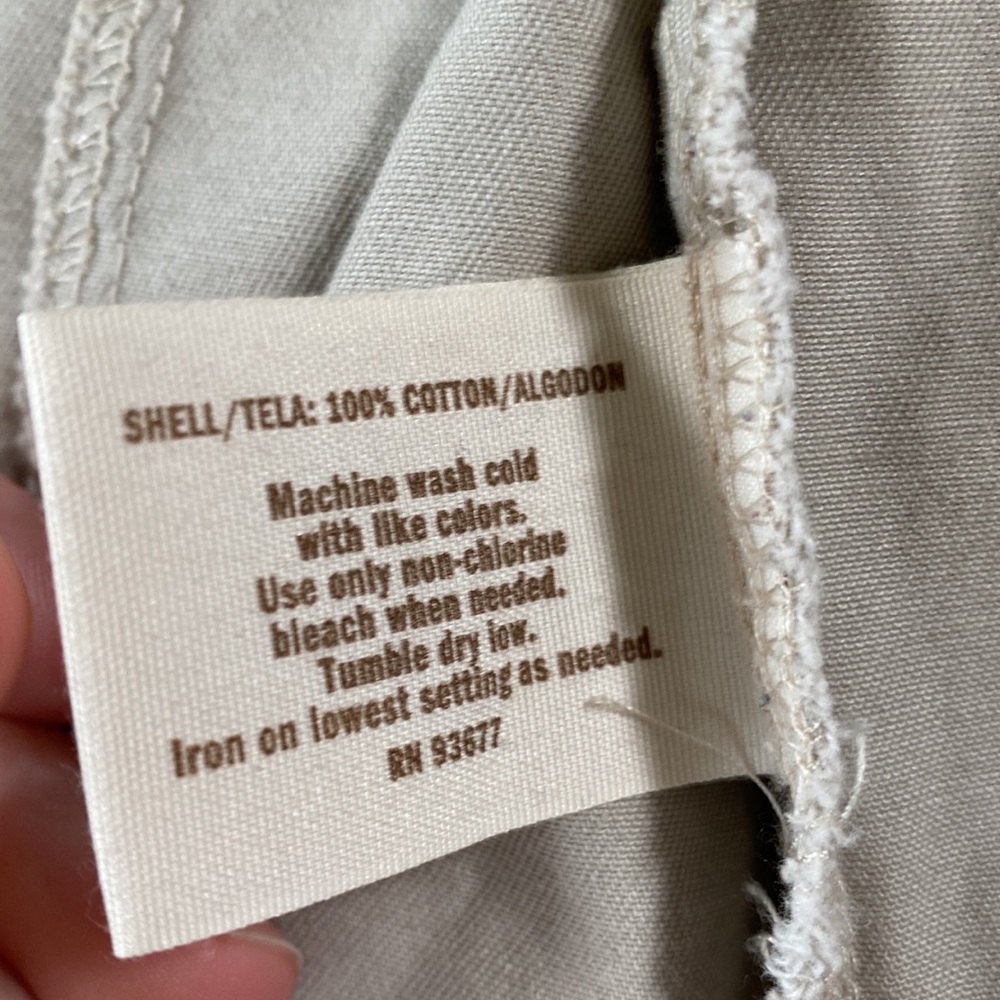 SHELL/TELA: 100% COTTON/ALGODON
Machine wash cold
with like colors.
Use only non-chlorine
bleach when needed.
Tumble dry low.
Iron on lowest setting as needed.
RN 93677